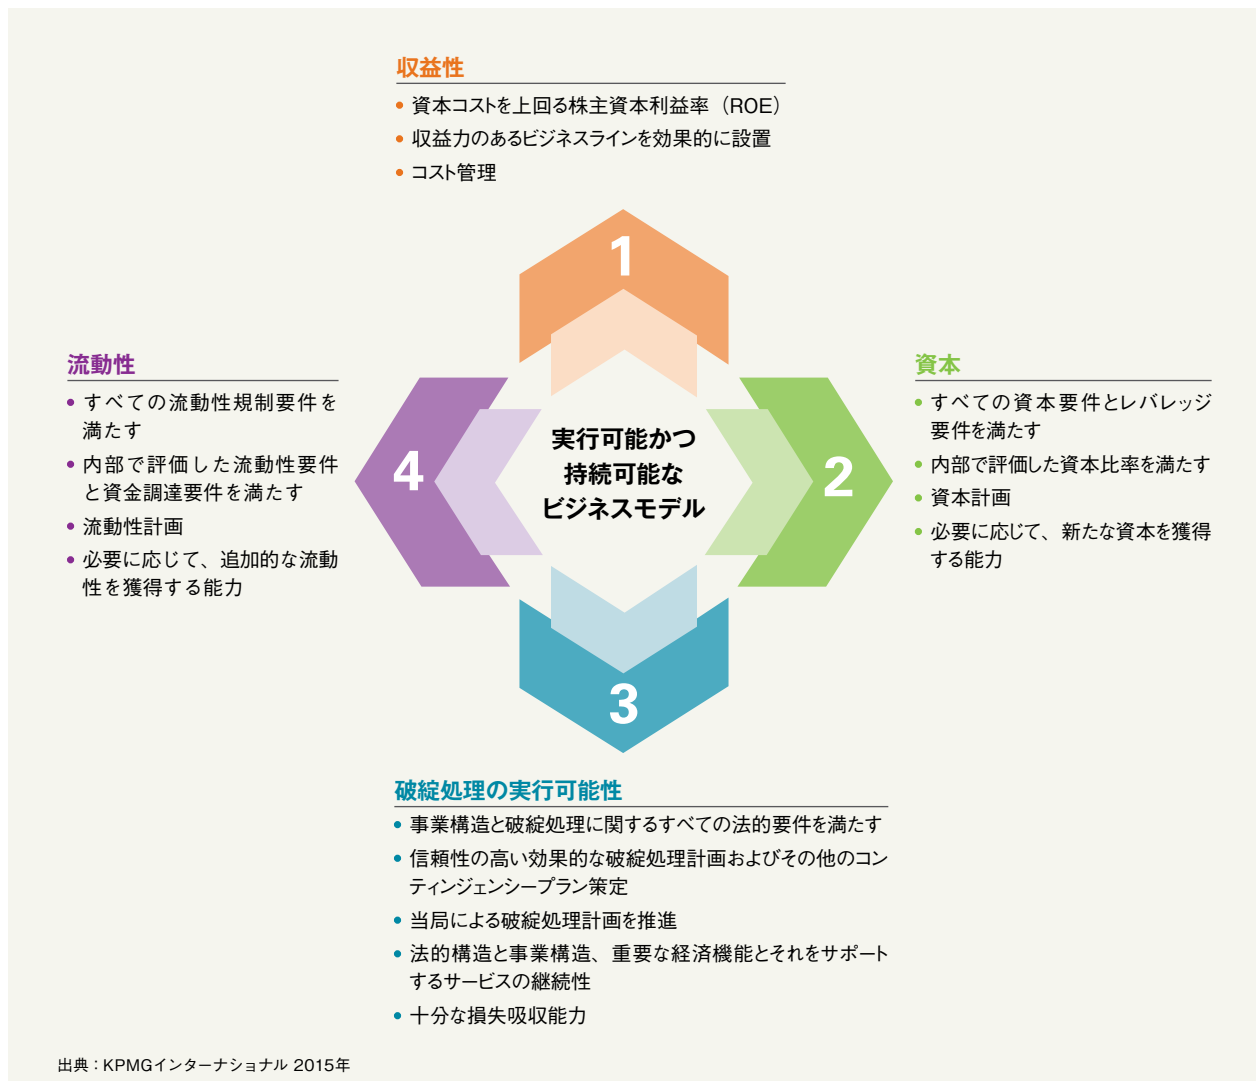 収益性
• 資本コストを上回る株主資本利益率（ROE）
• 収益力のあるビジネスラインを効果的に設置
• コスト管理
1
流動性
• すべての流動性規制要件を
満たす
• 内部で評価した流動性要件
と資金調達要件を満たす
• 流動性計画
• 必要に応じて、追加的な流動
性を獲得する能力
4
実行可能かつ
持続可能な
ビジネスモデル
2
資本
• すべての資本要件とレバレッジ
要件を満たす
• 内部で評価した資本比率を満たす
• 資本計画
• 必要に応じて、新たな資本を獲得
する能力
3
破綻処理の実行可能性
• 事業構造と破綻処理に関するすべての法的要件を満たす
• 信頼性の高い効果的な破綻処理計画およびその他のコン
ティンジェンシープラン策定
• 当局による破綻処理計画を推進
• 法的構造と事業構造、重要な経済機能とそれをサポート
するサービスの継続性
• 十分な損失吸収能力
出典：KPMGインターナショナル 2015年